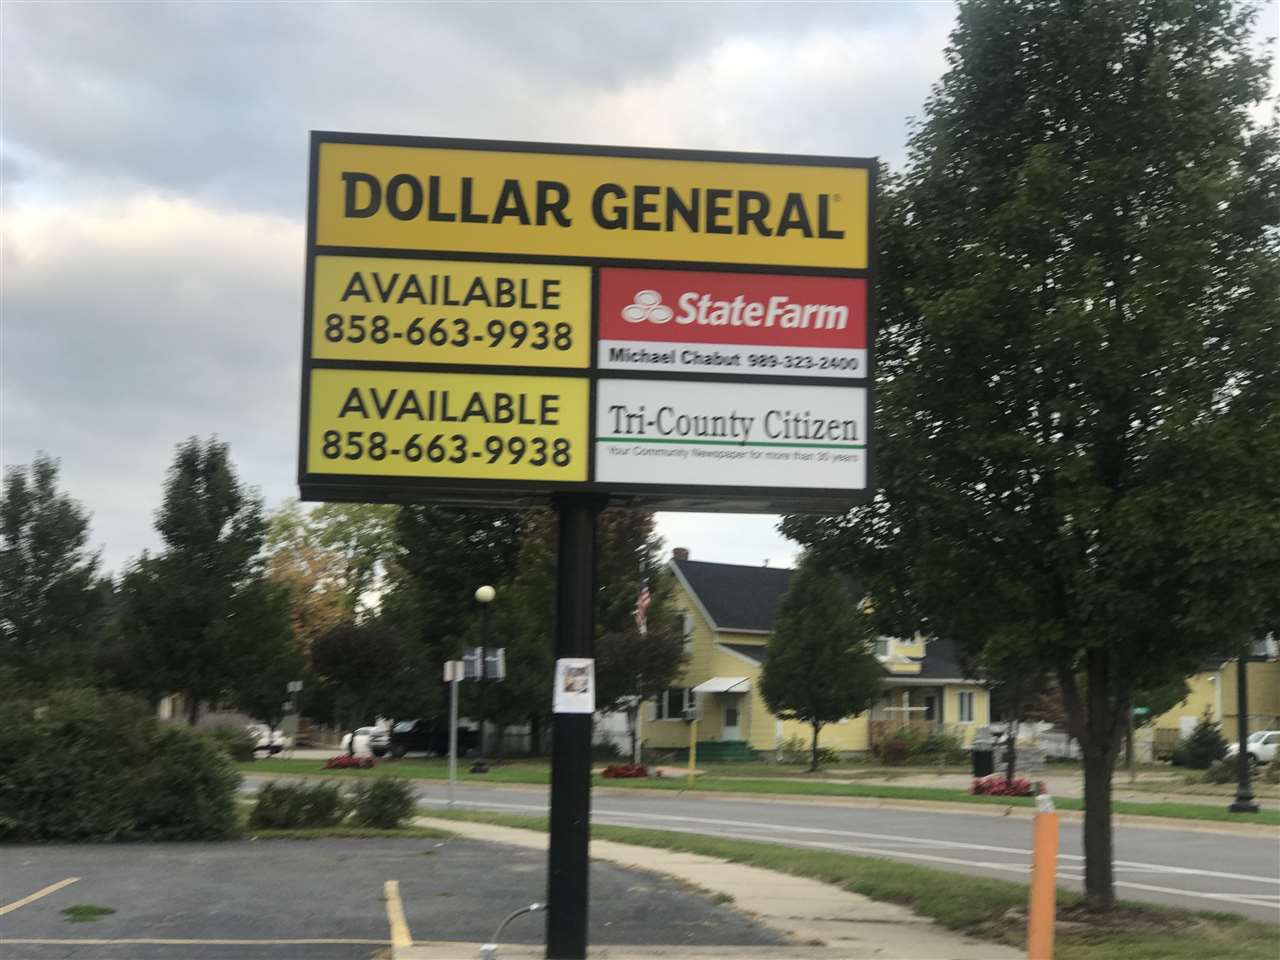 DOLLAR GENERAL
AVAILABLE
858-663-9938
StateFarm
Michael Chabut 989-323-2400
AVAILABLE
858-663-9938
Tri-County Citizen
Your Community Newspaper for more than 30 years